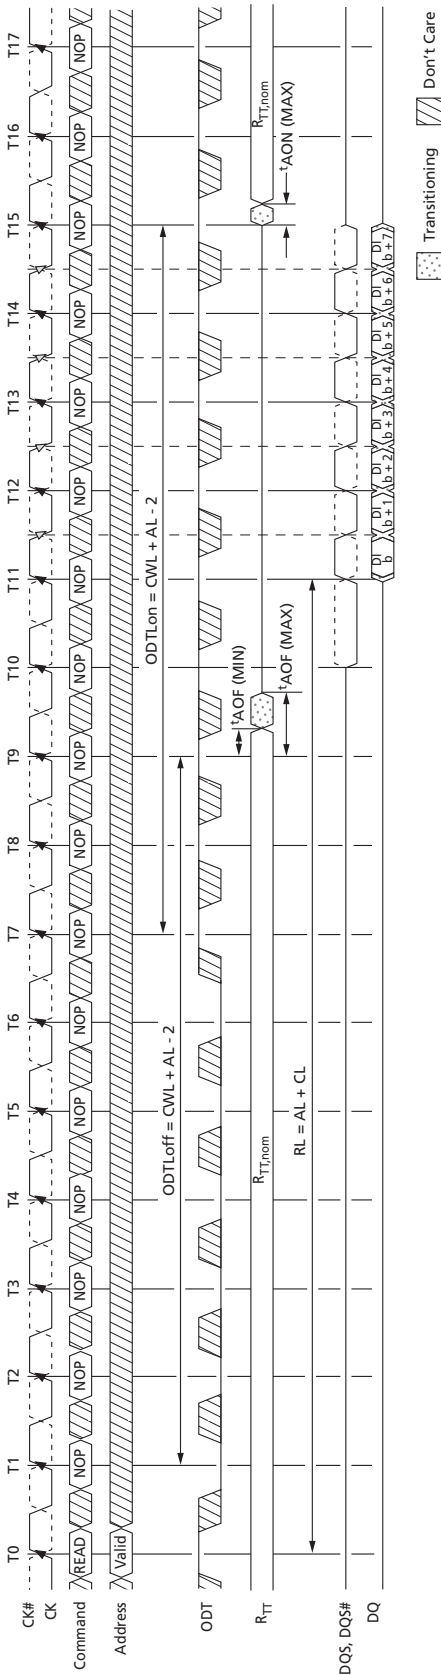 T0 T1 T2 T3 T4 T5 T6 T7 T8 T9 T10 T11 T12 T13 T14 T15 T16 T17
CK#
CK
Command READ NOP NOP NOP NOP NOP NOP NOP NOP NOP NOP NOP NOP NOP NOP NOP NOP NOP
Address Valid
ODTLon = CWL + AL - 2
ODTLoff = CWL + AL - 2
ODT
tAOF (MIN)
RTT RTT,nom RTT,nom
tAOF (MAX) tAON (MAX)
RL = AL + CL
DQS, DQS#
DQ DI b DI b + 1 DI b + 2 DI b + 3 DI b + 4 DI b + 5 DI b + 6 DI b + 7
Transitioning Don't Care